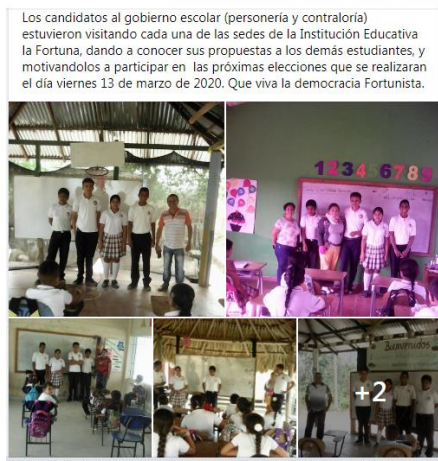 Los candidatos al gobierno escolar (personería y contraloría)
estuvieron visitando cada una de las sedes de la Institución Educativa
la Fortuna, dando a conocer sus propuestas a los demás estudiantes, y
motivandolos a participar en las próximas elecciones que se realizaran
el día viernes 13 de marzo de 2020. Que viva la democracia Fortunista.
123456789
Bienvenidos
+2